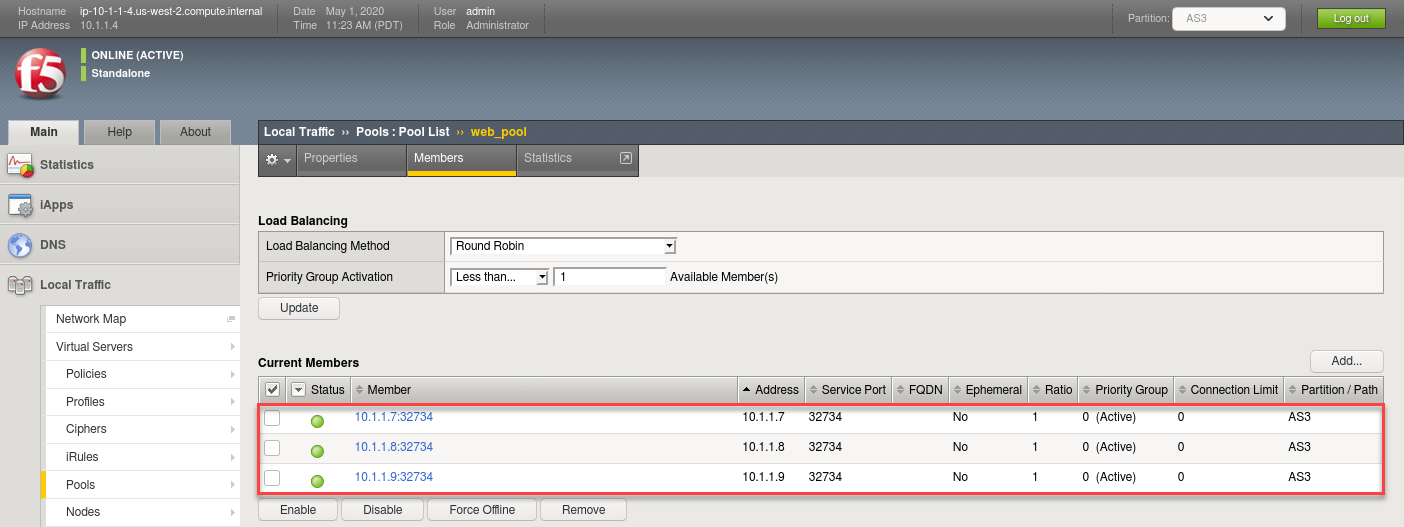 Hostname ip-10-1-1-4.us-west-2.compute.internal Date May 1, 2020 User admin
IP Address 10.1.1.4 Time 11:23 AM (PDT) Role Administrator
Partition: AS3 Log out
f5
ONLINE (ACTIVE)
Standalone
Main Help About
Local Traffic ›› Pools : Pool List ›› web_pool
Properties Members Statistics
Statistics
iApps
DNS
Local Traffic
Network Map
Virtual Servers
Policies
Profiles
Ciphers
iRules
Pools
Nodes
Load Balancing
Load Balancing Method Round Robin
Priority Group Activation Less than... 1 Available Member(s)
Update
Current Members Add...
Status Member Address Service Port FQDN Ephemeral Ratio Priority Group Connection Limit Partition / Path
10.1.1.7:32734 10.1.1.7 32734 No 1 0 (Active) 0 AS3
10.1.1.8:32734 10.1.1.8 32734 No 1 0 (Active) 0 AS3
10.1.1.9:32734 10.1.1.9 32734 No 1 0 (Active) 0 AS3
Enable Disable Force Offline Remove